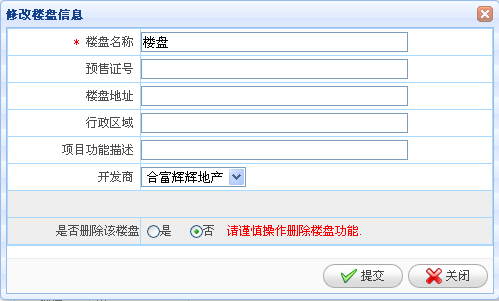 修改楼盘信息
* 楼盘名称 楼盘
预售证号
楼盘地址
行政区域
项目功能描述
开发商 合富辉辉地产
是否删除该楼盘 是 否 请谨慎操作删除楼盘功能.
提交 关闭